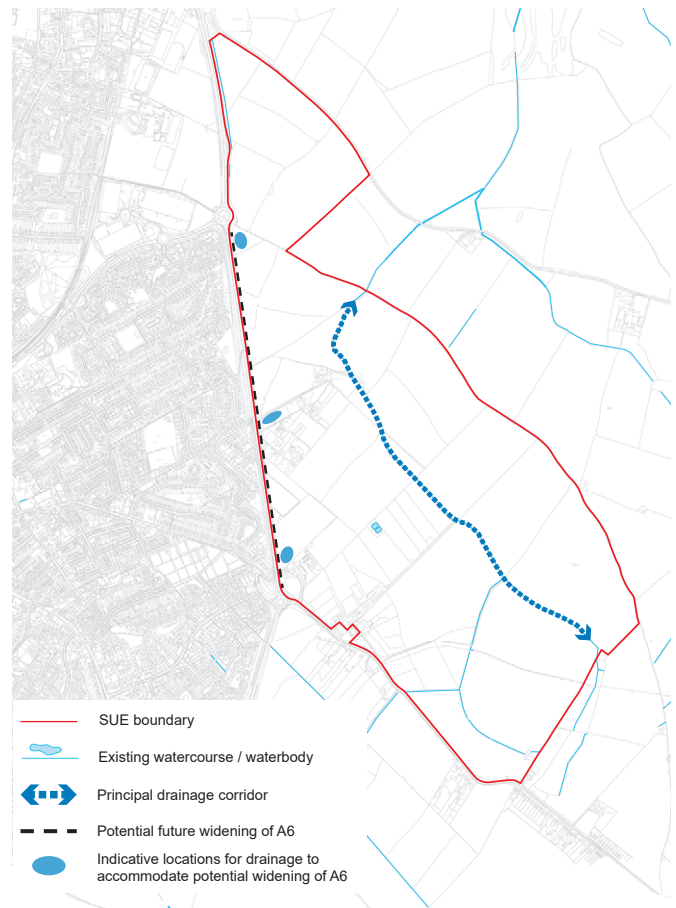 SUE boundary
Existing watercourse / waterbody
Principal drainage corridor
Potential future widening of A6
Indicative locations for drainage to
accommodate potential widening of A6